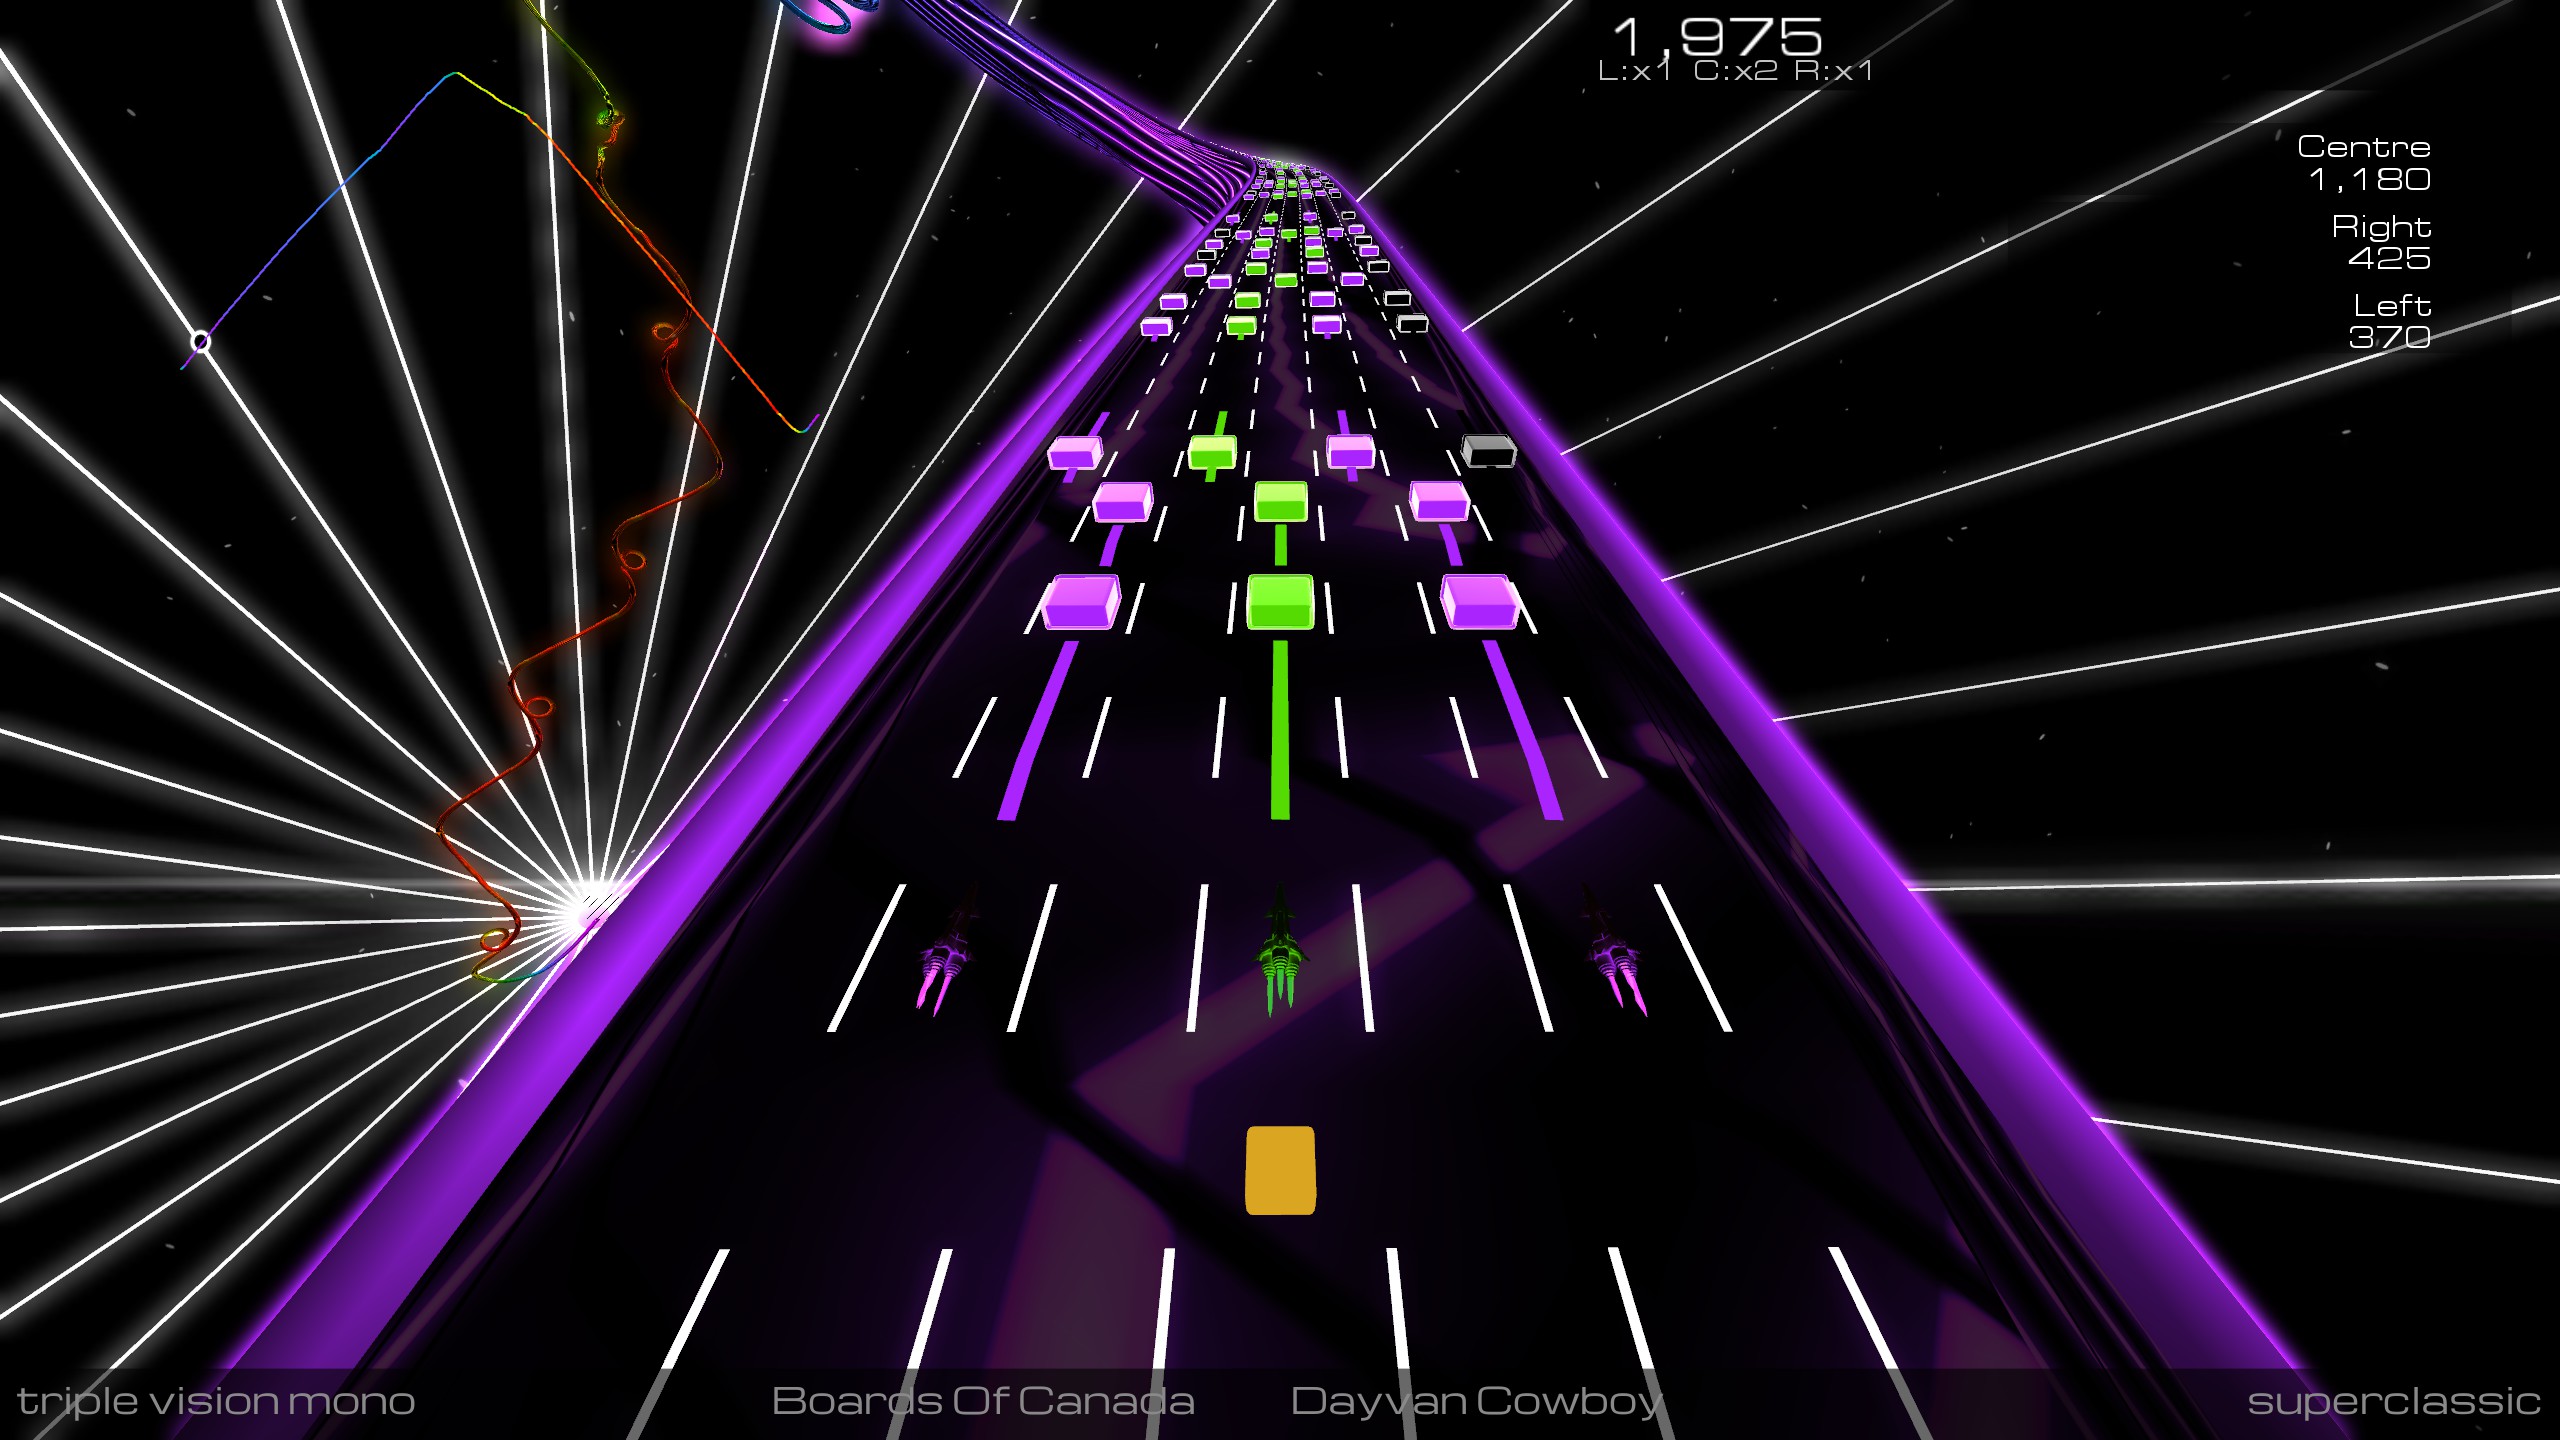 1,975
L:x1 C:x2 R:x1
Centre
1,180
Right
425
Left
370
triple vision mono
Boards Of Canada
Dayvan Cowboy
superclassic